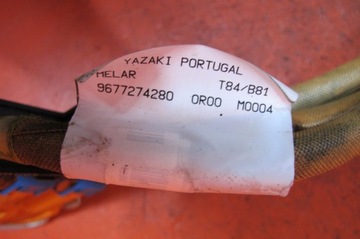 YAZAKI PORTUGAL
MELAR T84/B81
9677274280 0R00 M0004